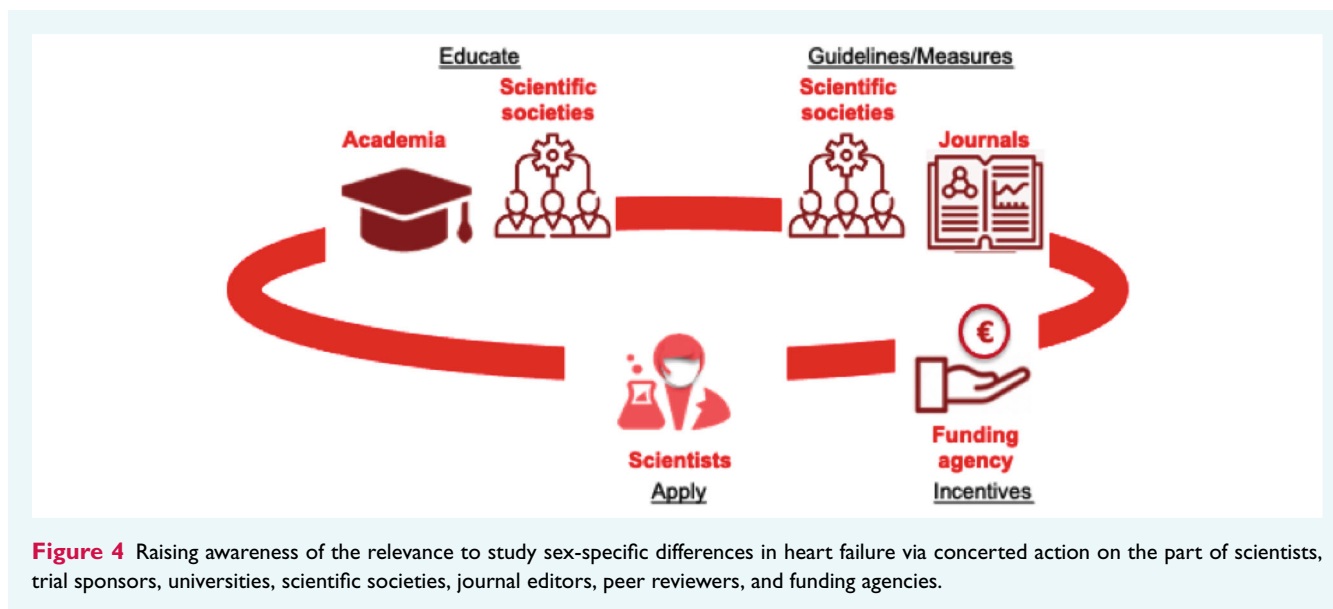 Educate
Scientific
societies
Academia
Guidelines/Measures
Scientific
societies
Journals
€
Funding
agency
Incentives
Scientists
Apply
Figure 4 Raising awareness of the relevance to study sex-specific differences in heart failure via concerted action on the part of scientists,
trial sponsors, universities, scientific societies, journal editors, peer reviewers, and funding agencies.